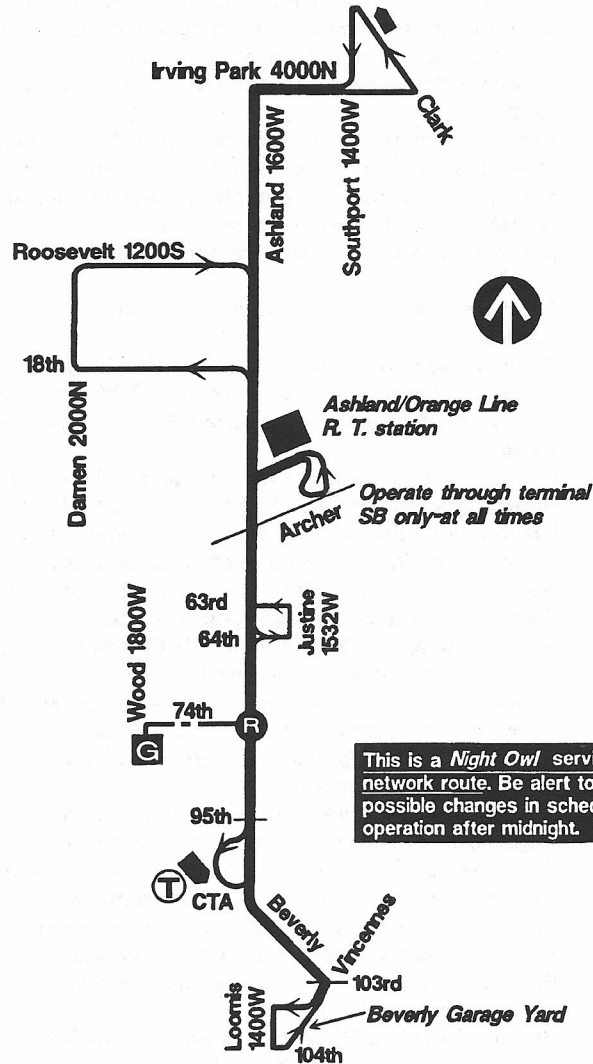 Irving Park 4000N
Clark
Ashland 1600W
Southport 1400W
Roosevelt 1200S
18th
Damen 2000N
Ashland/Orange Line
R. T. station
Operate through terminal
SB only-at all times
Archer
63rd
64th
Justine
1532W
Wood 1800W
74th
R
G
This is a Night Owl servi
network route. Be alert to
possible changes in sched
operation after midnight.
95th
T
CTA
Beverly
Vincennes
103rd
Loomis
1400W
Beverly Garage Yard
104th